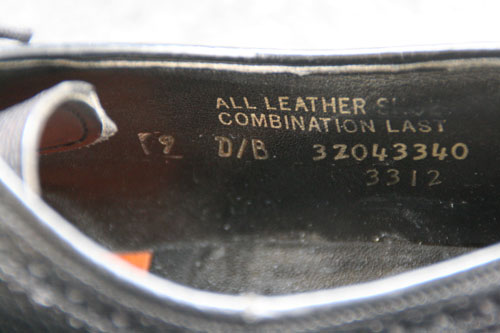 ALL LEATHER
COMBINATION LAST
D/B 32043340
3312